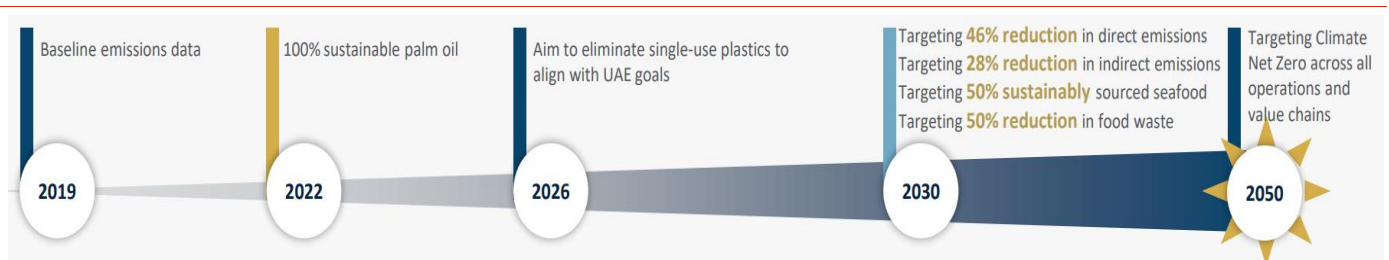 Baseline emissions data
100% sustainable palm oil
Aim to eliminate single-use plastics to
align with UAE goals
Targeting 46% reduction in direct emissions
Targeting 28% reduction in indirect emissions
Targeting 50% sustainably sourced seafood
Targeting 50% reduction in food waste
Targeting Climate
Net Zero across all
operations and
value chains
2019
2022
2026
2030
2050